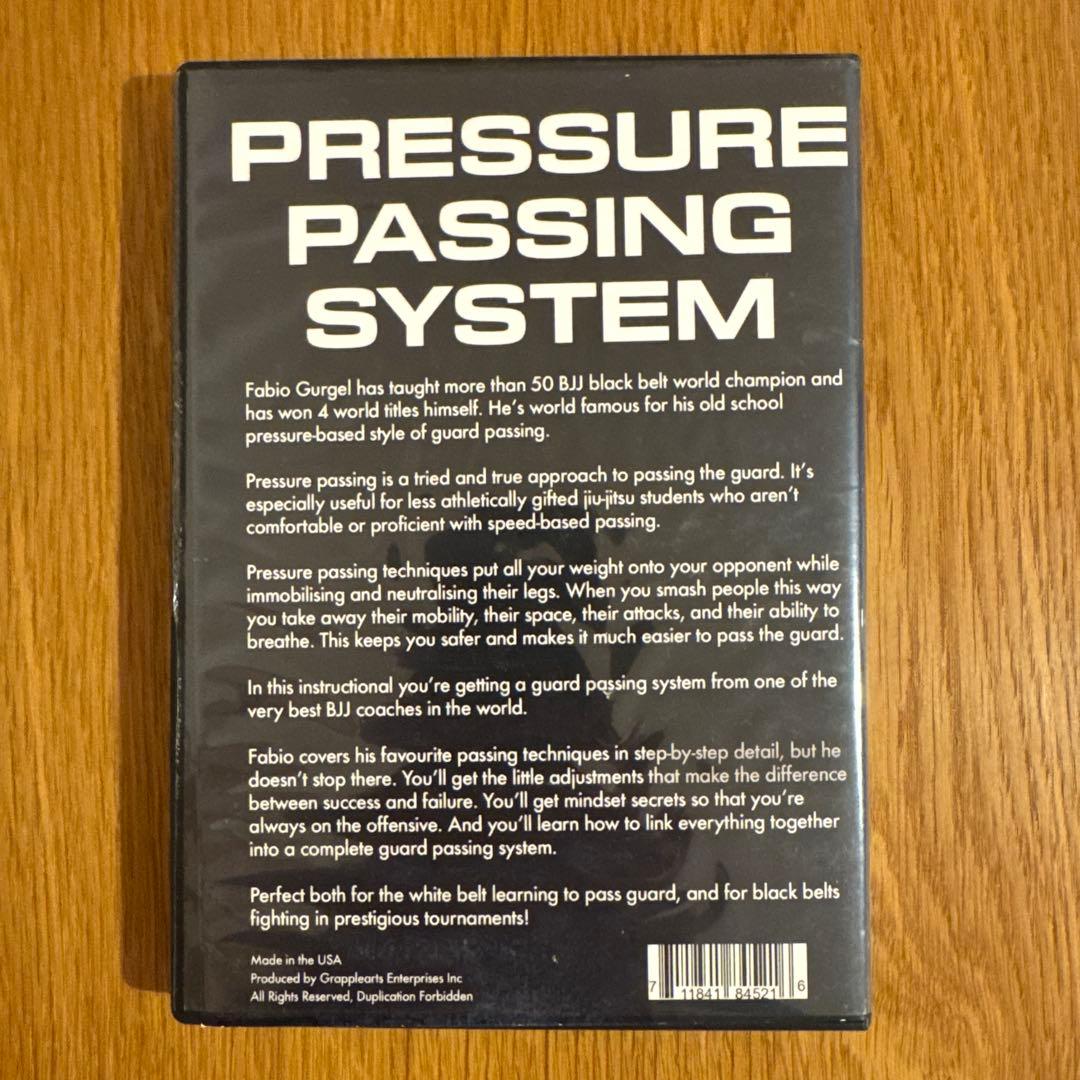 PRESSURE
PASSING
SYSTEM
Fabio Gurgel has taught more than 50 BJJ black belt world champion and
has won 4 world titles himself. He's world famous for his old school
pressure-based style of guard passing.
Pressure passing is a tried and true approach to passing the guard. It's
especially useful for less athletically gifted jiu-jitsu students who aren't
comfortable or proficient with speed-based passing.
Pressure passing techniques put all your weight onto your opponent while
immobilising and neutralising their legs. When you smash people this way
you take away their mobility, their space, their attacks, and their ability to
breathe. This keeps you safer and makes it much easier to pass the guard.
In this instructional you're getting a guard passing system from one of the
very best BJJ coaches in the world.
Fabio covers his favourite passing techniques in step-by-step detail, but he
doesn't stop there. You'll get the little adjustments that make the difference
between success and failure. You'll get mindset secrets so that you're
always on the offensive. And you'll learn how to link everything together
into a complete guard passing system.
Perfect both for the white belt learning to pass guard, and for black belts
fighting in prestigious tournaments!
Made in the USA
Produced by Grapplearts Enterprises Inc
All Rights Reserved, Duplication Forbidden
7 11841 84521 6